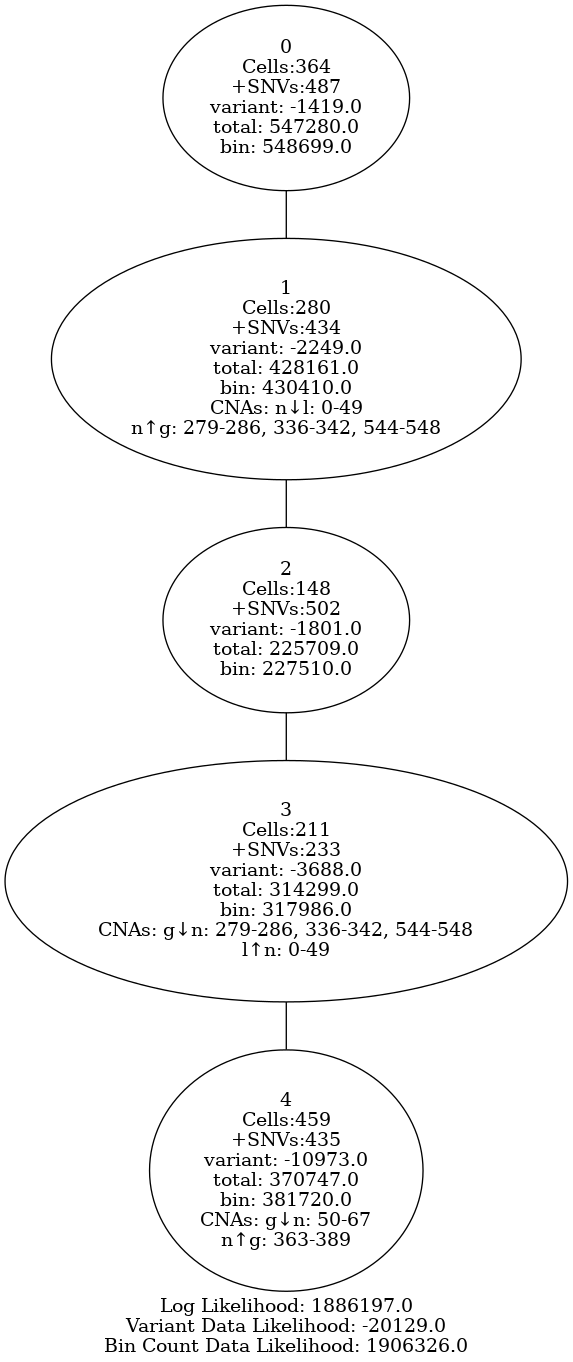 0
Cells:364
+SNVs:487
variant: -1419.0
total: 547280.0
bin: 548699.0
1
Cells:280
+SNVs:434
variant: -2249.0
total: 428161.0
bin: 430410.0
CNAs: n↓l: 0-49
n↑g: 279-286, 336-342, 544-548
2
Cells:148
+SNVs:502
variant: -1801.0
total: 225709.0
bin: 227510.0
3
Cells:211
+SNVs:233
variant: -3688.0
total: 314299.0
bin: 317986.0
CNAs: g↓n: 279-286, 336-342, 544-548
l↑n: 0-49
4
Cells:459
+SNVs:435
variant: -10973.0
total: 370747.0
bin: 381720.0
CNAs: g↓n: 50-67
n↑g: 363-389
Log Likelihood: 1886197.0
Variant Data Likelihood: -20129.0
Bin Count Data Likelihood: 1906326.0